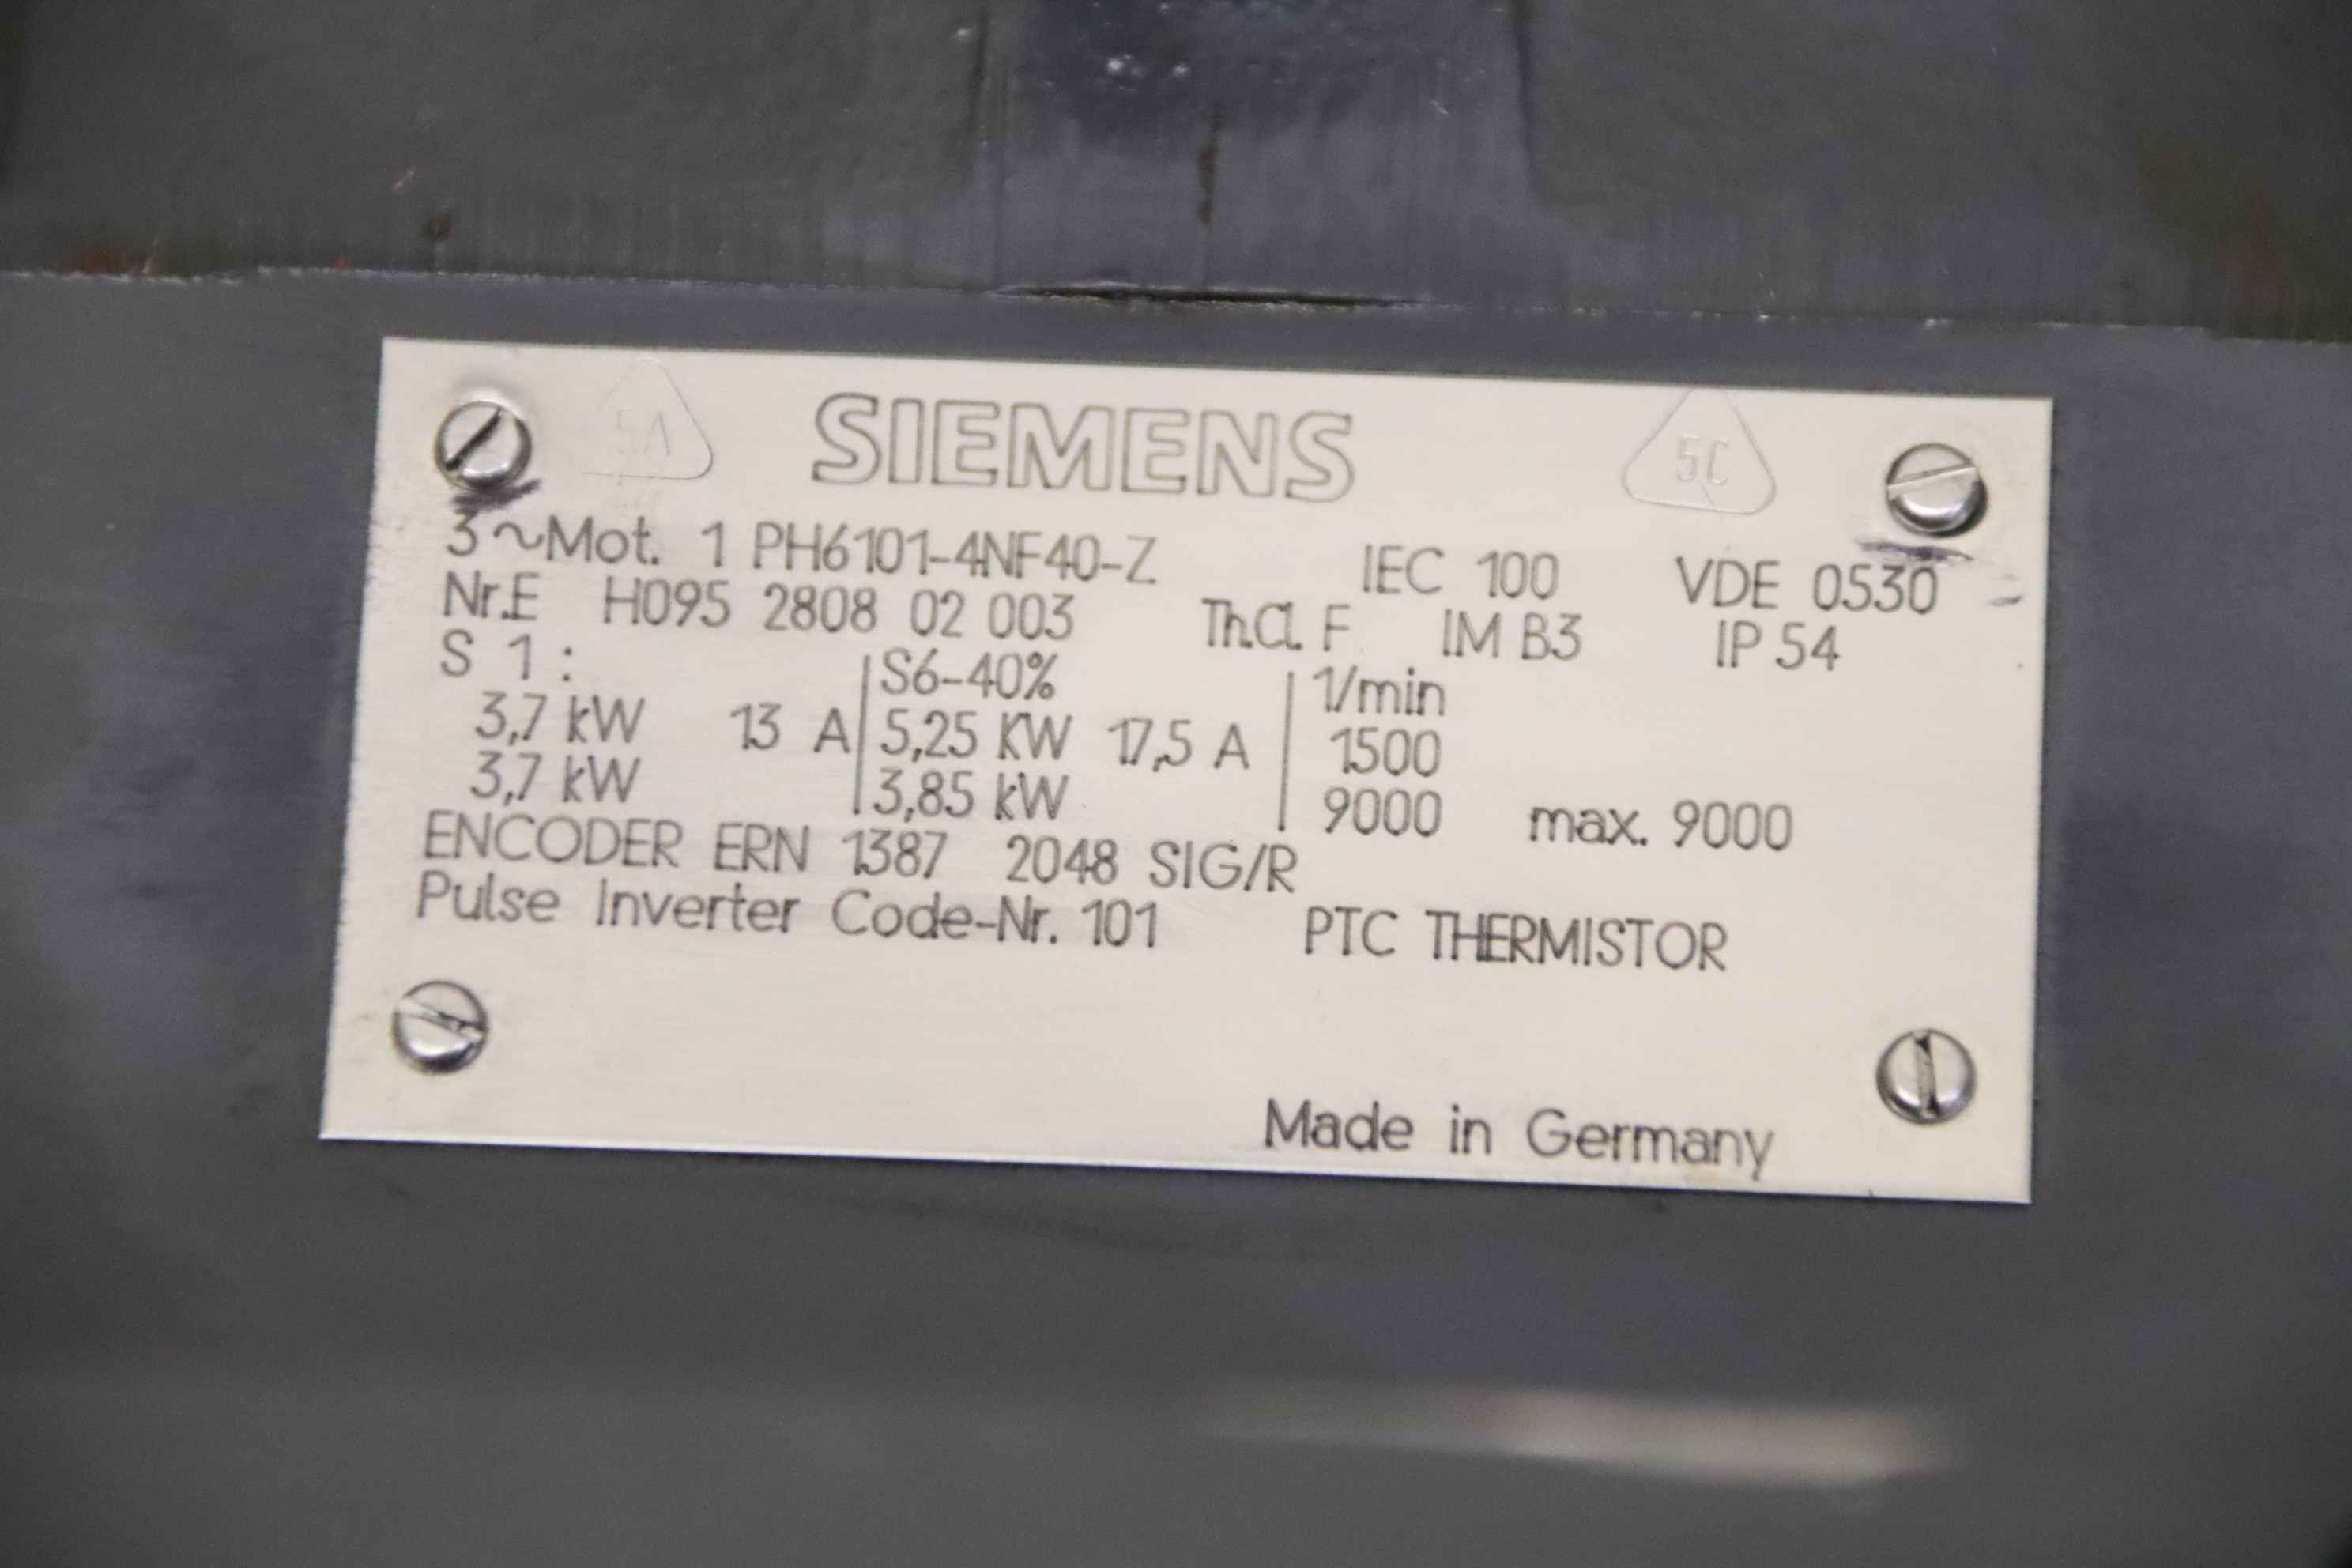 5A SIEMENS 5C
3~Mot. 1 PH6101-4NF40-Z IEC 100 VDE 0530
Nr.E H095 2808 02 003 Th.Cl. F IM B3 IP 54
S 1 : S6-40% 1/min
3,7 kW 13 A 5,25 KW 17,5 A 1500
3,7 kW 3,85 kW 9000 max. 9000
ENCODER ERN 1387 2048 SIG/R
Pulse Inverter Code-Nr. 101 PTC THERMISTOR
Made in Germany